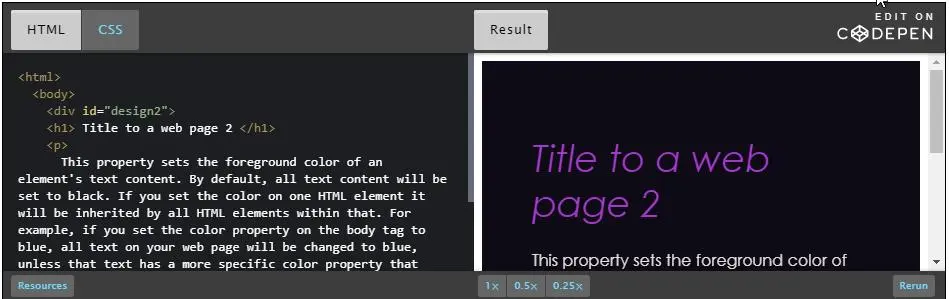 HTML
CSS
Result
EDIT ON
CODEPEN
<html>
<body>
<div id="design2">
<h1> Title to a web page 2 </h1>
<p>
This property sets the foreground color of an
element's text content. By default, all text content will be
set to black. If you set the color on one HTML element it
will be inherited by all HTML elements within that. For
example, if you set the color property on the body tag to
blue, all text on your web page will be changed to blue,
unless that text has a more specific color property that
Title to a web
page 2
This property sets the foreground color of
Resources
1×
0.5×
0.25×
Rerun